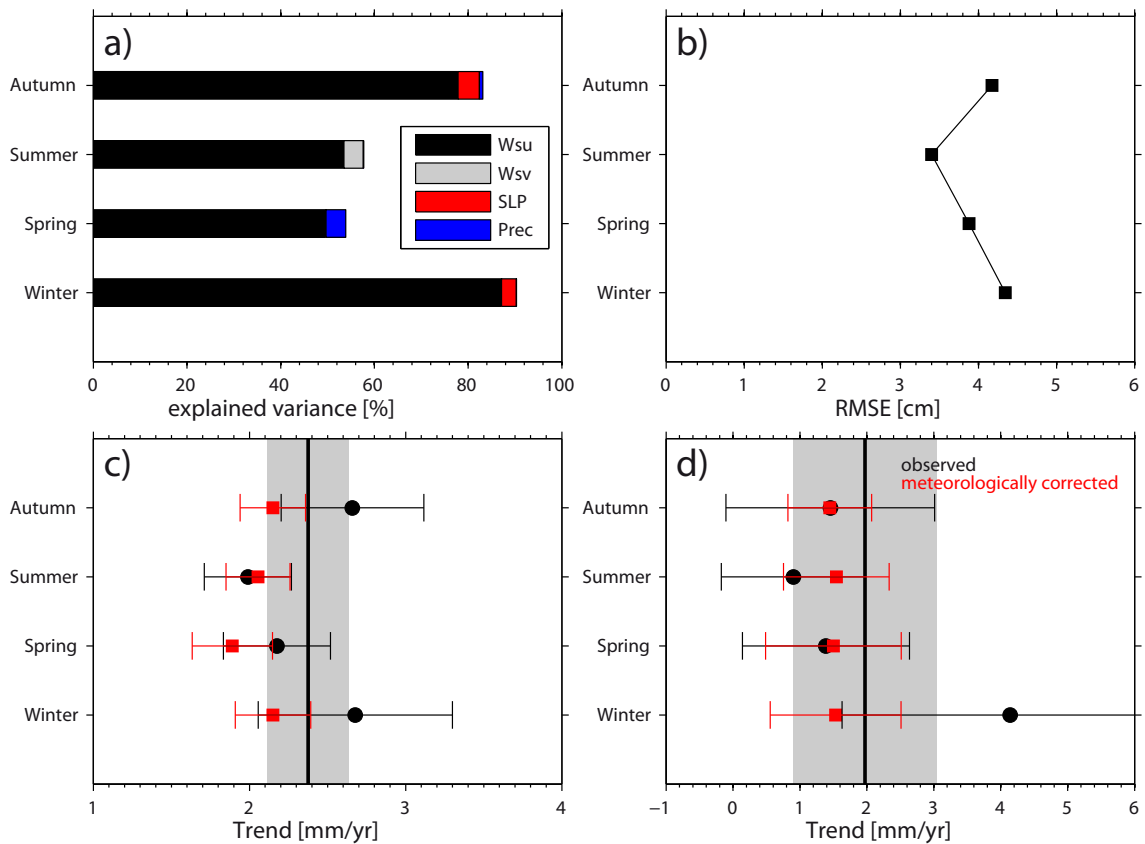 a)
Autumn
Summer
Spring
Winter
Wsu
Wsv
SLP
Prec
0 20 40 60 80 100
explained variance [%]
b)
Autumn
Summer
Spring
Winter
0 1 2 3 4 5 6
RMSE [cm]
c)
Autumn
Summer
Spring
Winter
1 2 3 4
Trend [mm/yr]
d)
observed
meteorologically corrected
Autumn
Summer
Spring
Winter
−1 0 1 2 3 4 5 6
Trend [mm/yr]